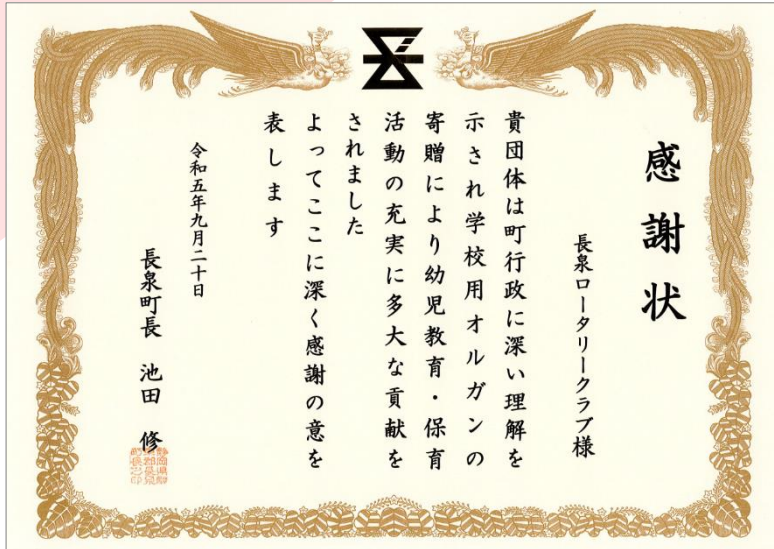 感謝状
長泉ロータリークラブ様
貴団体は町行政に深い理解を
示され学校用オルガンの
寄贈により幼児教育・保育
活動の充実に多大な貢献を
されました
よってここに深く感謝の意を
表します
令和五年九月二十日
長泉町長 池田 修